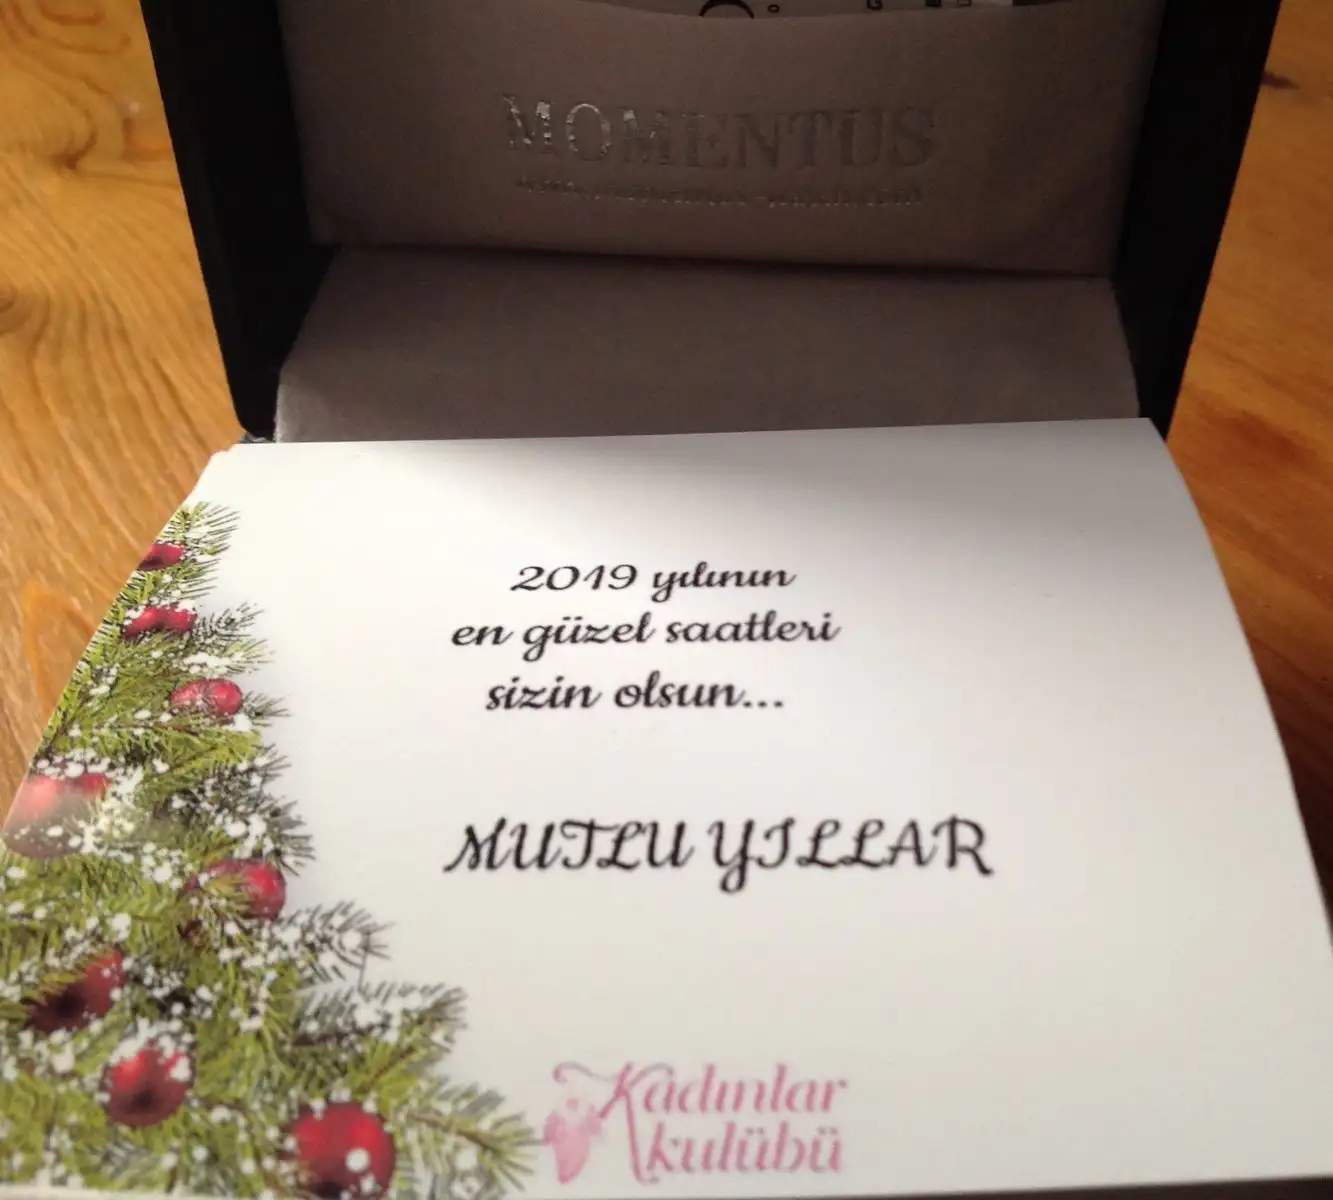 MOMENTUS
2019 yılının
en güzel saatleri
sizin olsun...
MUTLU YILLAR
Kadınlar
kulübü